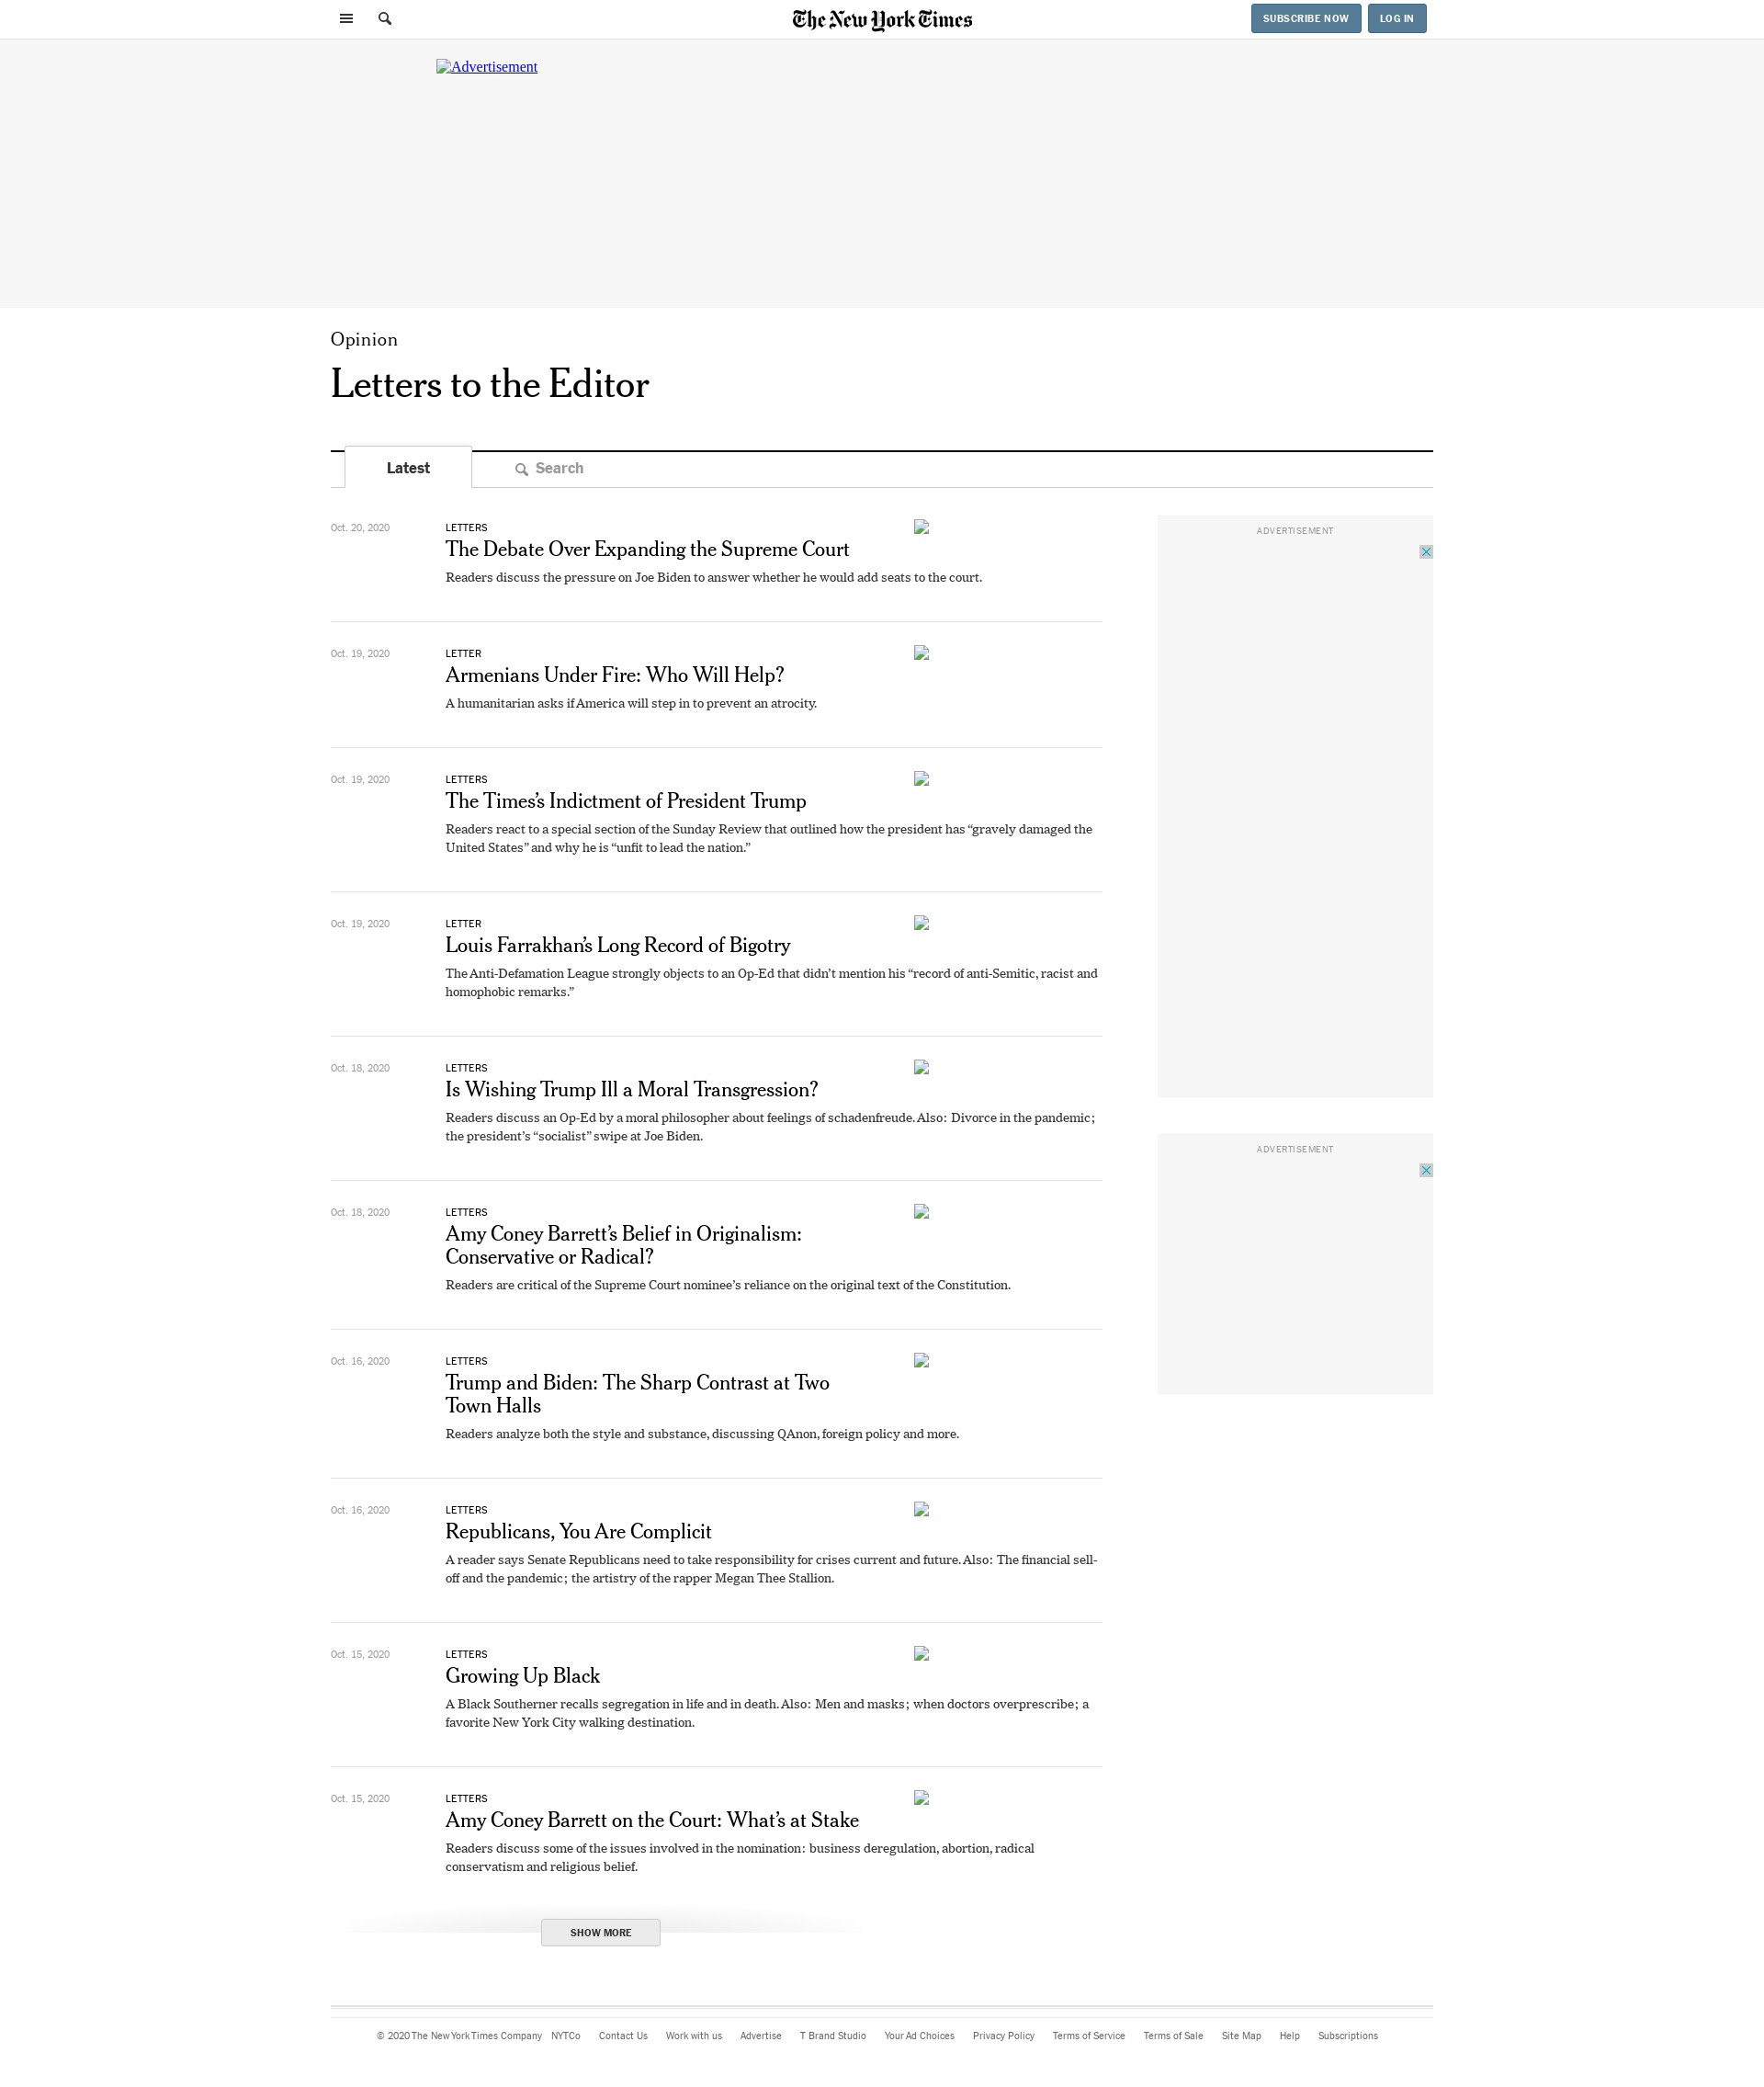 The New York Times
SUBSCRIBE NOW
LOG IN
Advertisement
Opinion
Letters to the Editor
Latest
Search
Oct. 20, 2020
LETTERS
The Debate Over Expanding the Supreme Court
Readers discuss the pressure on Joe Biden to answer whether he would add seats to the court.
ADVERTISEMENT
Oct. 19, 2020
LETTER
Armenians Under Fire: Who Will Help?
A humanitarian asks if America will step in to prevent an atrocity.
Oct. 19, 2020
LETTERS
The Times’s Indictment of President Trump
Readers react to a special section of the Sunday Review that outlined how the president has “gravely damaged the
United States” and why he is “unfit to lead the nation.”
Oct. 19, 2020
LETTER
Louis Farrakhan’s Long Record of Bigotry
The Anti-Defamation League strongly objects to an Op-Ed that didn’t mention his “record of anti-Semitic, racist and
homophobic remarks.”
Oct. 18, 2020
LETTERS
Is Wishing Trump Ill a Moral Transgression?
Readers discuss an Op-Ed by a moral philosopher about feelings of schadenfreude. Also: Divorce in the pandemic;
the president’s “socialist” swipe at Joe Biden.
ADVERTISEMENT
Oct. 18, 2020
LETTERS
Amy Coney Barrett’s Belief in Originalism:
Conservative or Radical?
Readers are critical of the Supreme Court nominee’s reliance on the original text of the Constitution.
Oct. 16, 2020
LETTERS
Trump and Biden: The Sharp Contrast at Two
Town Halls
Readers analyze both the style and substance, discussing QAnon, foreign policy and more.
Oct. 16, 2020
LETTERS
Republicans, You Are Complicit
A reader says Senate Republicans need to take responsibility for crises current and future. Also: The financial sell-
off and the pandemic; the artistry of the rapper Megan Thee Stallion.
Oct. 15, 2020
LETTERS
Growing Up Black
A Black Southerner recalls segregation in life and in death. Also: Men and masks; when doctors overprescribe; a
favorite New York City walking destination.
Oct. 15, 2020
LETTERS
Amy Coney Barrett on the Court: What’s at Stake
Readers discuss some of the issues involved in the nomination: business deregulation, abortion, radical
conservatism and religious belief.
SHOW MORE
© 2020 The New York Times Company NYTCo Contact Us Work with us Advertise T Brand Studio Your Ad Choices Privacy Policy Terms of Service Terms of Sale Site Map Help Subscriptions